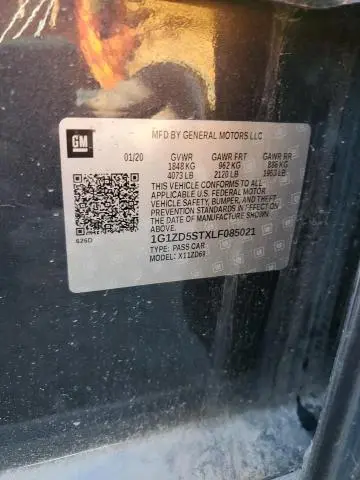 MFD BY GENERAL MOTORS LLC
GM
01/20 GVWR GAWR FRT GAWR RR
1848 KG 962 KG 886 KG
4073 LB 2120 LB 1953 LB
THIS VEHICLE CONFORMS TO ALL
APPLICABLE U.S. FEDERAL MOTOR
VEHICLE SAFETY, BUMPER, AND THEFT
PREVENTION STANDARDS IN EFFECT ON
THE DATE OF MANUFACTURE SHOWN
ABOVE.
626D
1G1ZD5STXLF085021
TYPE: PASS CAR
MODEL: X11ZD69